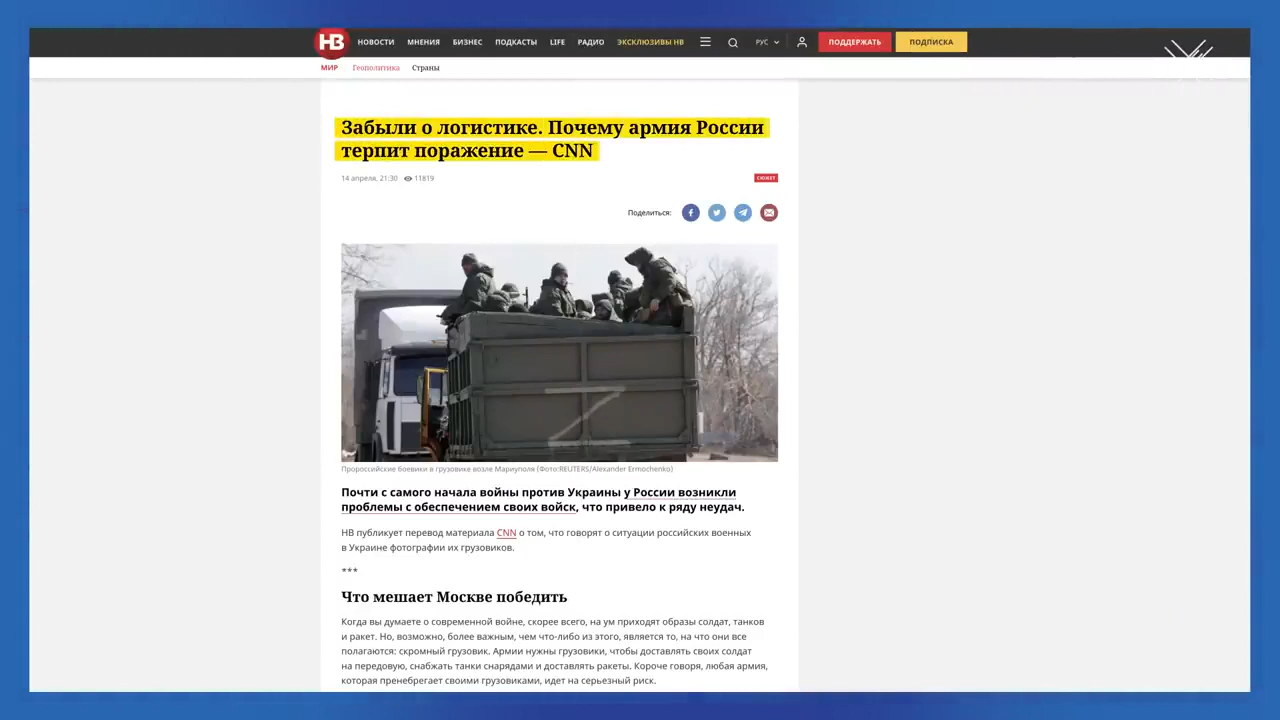 НВ
НОВОСТИ МНЕНИЯ БИЗНЕС ПОДКАСТЫ LIFE РАДИО ЭКСКЛЮЗИВЫ НВ РУС ПОДДЕРЖАТЬ ПОДПИСКА
МИР Геополитика Страны
Забыли о логистике. Почему армия России
терпит поражение — CNN
14 апреля, 21:30 11819 СЮЖЕТ
Поделиться:
Z
Пророссийские боевики в грузовике возле Мариуполя (Фото:REUTERS/Alexander Ermochenko)
Почти с самого начала войны против Украины у России возникли
проблемы с обеспечением своих войск, что привело к ряду неудач.
НВ публикует перевод материала CNN о том, что говорят о ситуации российских военных
в Украине фотографии их грузовиков.
***
Что мешает Москве победить
Когда вы думаете о современной войне, скорее всего, на ум приходят образы солдат, танков
и ракет. Но, возможно, более важным, чем что-либо из этого, является то, на что они все
полагаются: скромный грузовик. Армии нужны грузовики, чтобы доставлять своих солдат
на передовую, снабжать танки снарядами и доставлять ракеты. Короче говоря, любая армия,
которая пренебрегает своими грузовиками, идет на серьезный риск.